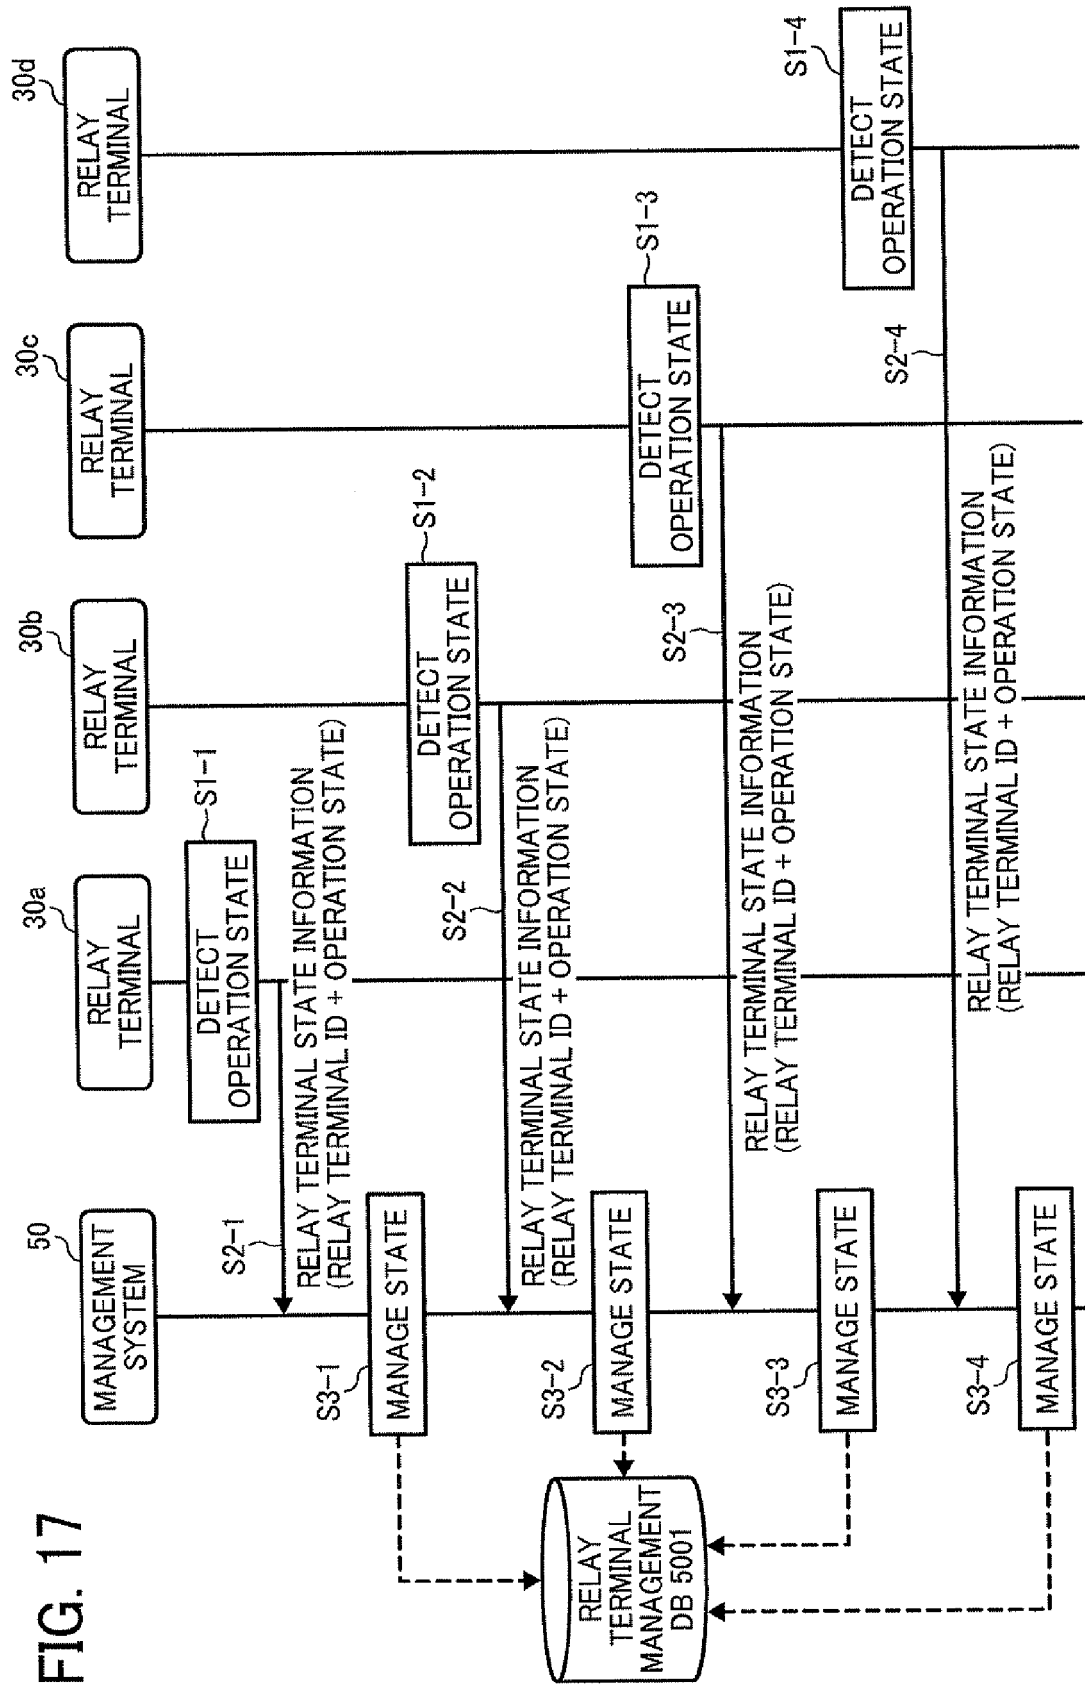 FIG. 17
50
MANAGEMENT
SYSTEM
30a
RELAY
TERMINAL
30b
RELAY
TERMINAL
30c
RELAY
TERMINAL
30d
RELAY
TERMINAL
S1-1
DETECT
OPERATION STATE
S2-1
RELAY TERMINAL STATE INFORMATION
(RELAY TERMINAL ID + OPERATION STATE)
S3-1
MANAGE STATE
S1-2
DETECT
OPERATION STATE
S2-2
RELAY TERMINAL STATE INFORMATION
(RELAY TERMINAL ID + OPERATION STATE)
S3-2
MANAGE STATE
RELAY
TERMINAL
MANAGEMENT
DB 5001
S1-3
DETECT
OPERATION STATE
S2-3
RELAY TERMINAL STATE INFORMATION
(RELAY TERMINAL ID + OPERATION STATE)
S3-3
MANAGE STATE
S1-4
DETECT
OPERATION STATE
S2-4
RELAY TERMINAL STATE INFORMATION
(RELAY TERMINAL ID + OPERATION STATE)
S3-4
MANAGE STATE